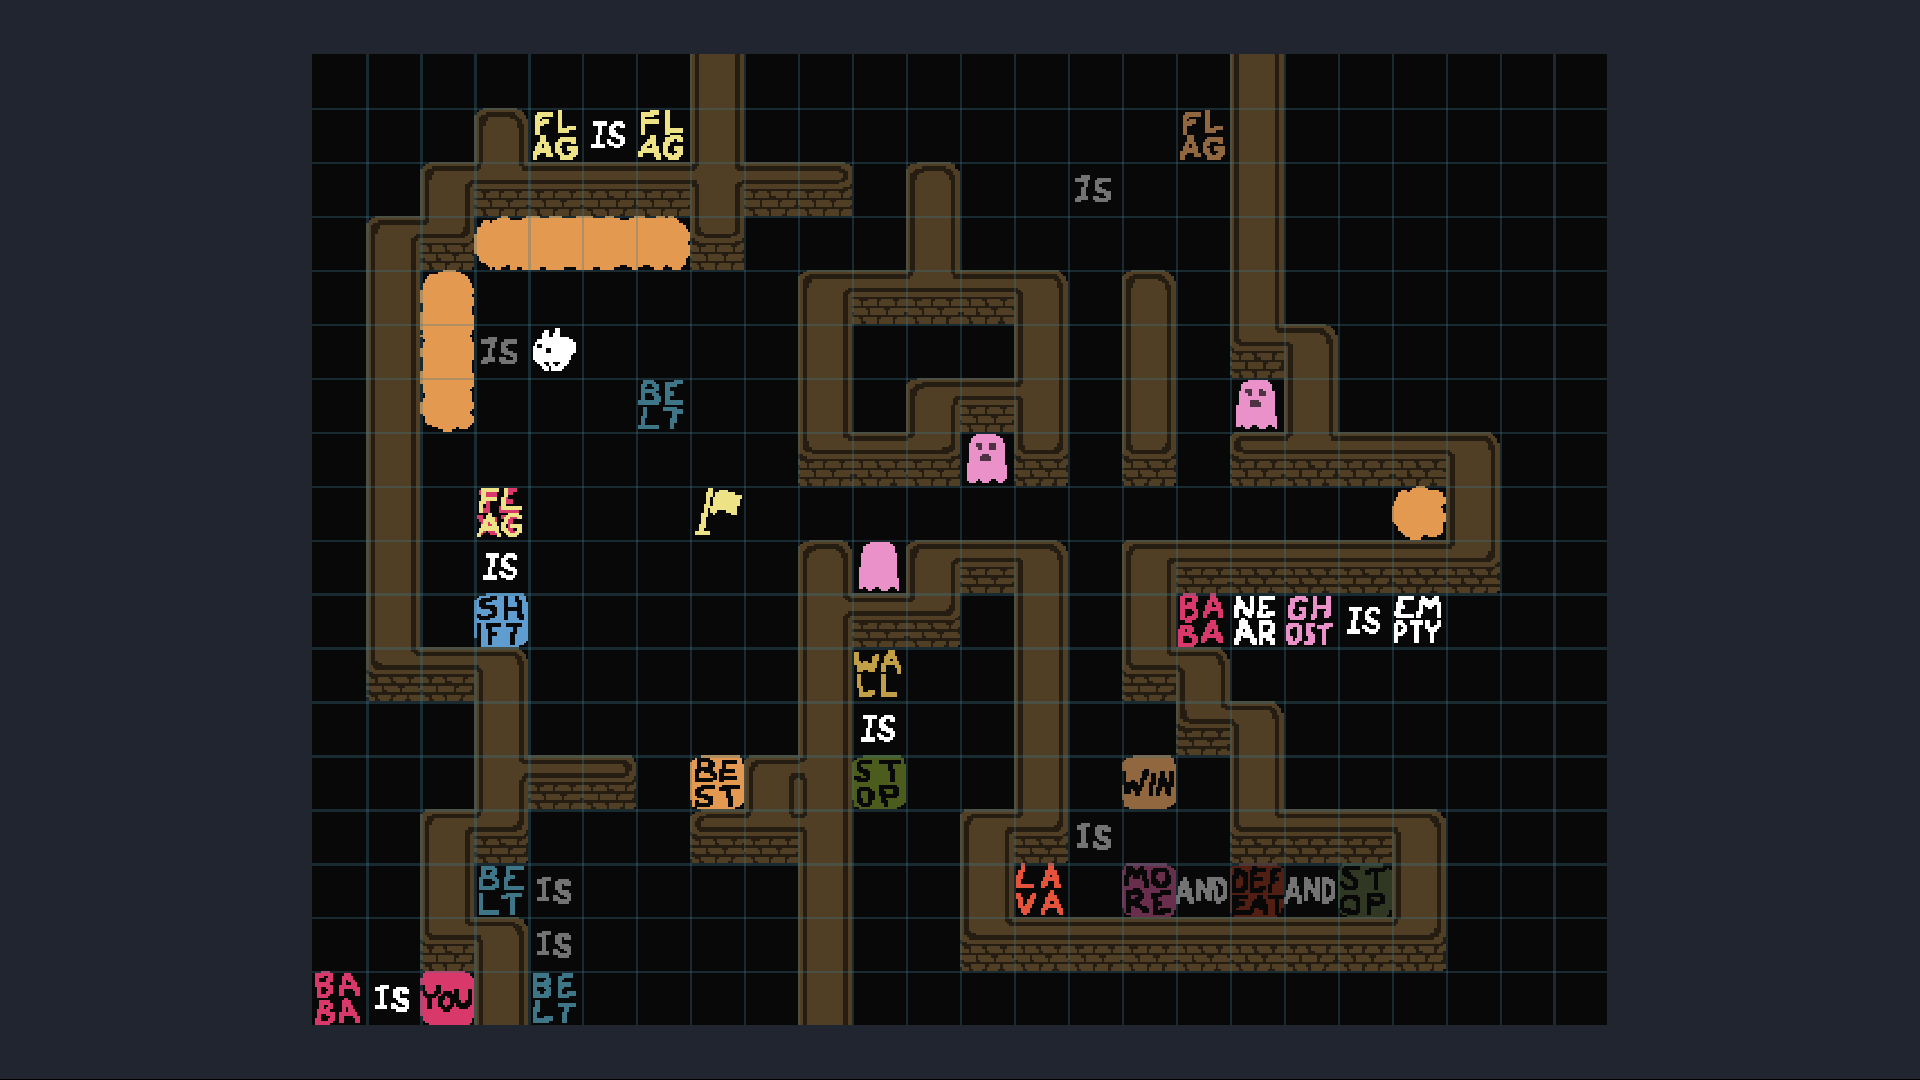 FLAG IS FLAG FLAG
IS
IS
BELT
FLAG
IS
SHIFT BABA NEAR GHOST IS EMPTY
WALL
IS
BEST STOP WIN
IS
BELT IS LAVA MORE AND DEFEAT AND STOP
IS
BABA IS YOU BELT